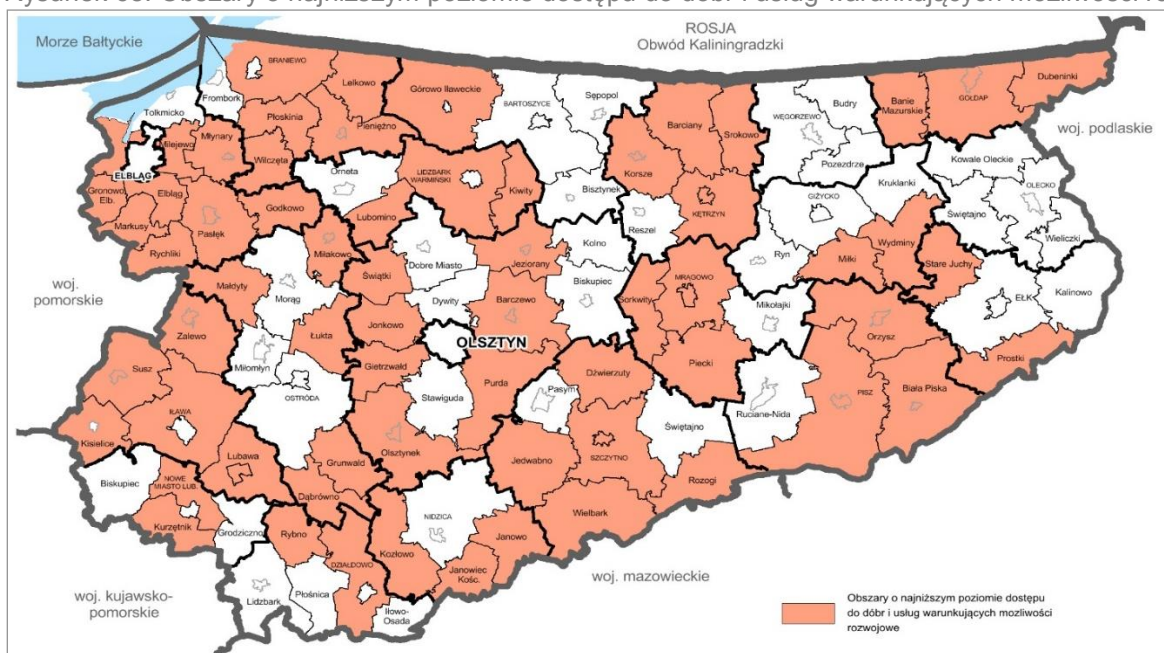 Morze Bałtyckie
ROSJA
Obwód Kaliningradzki
BRANIEWO
Lelkowo
Górowo Iławeckie
Sępopol
BARTOSZYCE
Frombork
Tolkmicko
Płoskinia
Pieniężno
Młynary
Milejewo
Wilczęta
Orneta
LIDZBARK
WARMIŃSKI
Kiwity
Bisztynek
Barciany
Srokowo
Korsze
KĘTRZYN
Reszel
WĘGORZEWO
Budry
Pozezdrze
Banie
Mazurskie
GOŁDAP
Dubeninki
woj. podlaskie
Kowale Oleckie
OLECKO
Świętajno
Wieliczki
Kruklanki
GIŻYCKO
Ryn
Miłki
Wydminy
Stare Juchy
EŁK
Kalinowo
ELBLĄG
Gronowo
Elb.
Elbląg
Markusy
Pasłęk
Rychliki
Godkowo
Lubomino
Miłakowo
Świątki
Dobre Miasto
Jeziorany
Kolno
Biskupiec
woj.
pomorskie
Małdyty
Morąg
Dywity
Jonkowo
Barczewo
Sorkwity
MRĄGOWO
Mikołajki
Orzysz
Prostki
Zalewo
Łukta
OLSZTYN
Miłomłyn
Gietrzwałd
Purda
Dźwierzuty
Piecki
PISZ
Biała Piska
Susz
OSTRÓDA
Stawiguda
Pasym
Ruciane-Nida
Świętajno
IŁAWA
Kisielice
Olsztynek
SZCZYTNO
Jedwabno
Rozogi
Lubawa
Grunwald
Dąbrówno
Biskupiec
NOWE
MIASTO LUB.
Kurzętnik
Grodziczno
Rybno
NIDZICA
Wielbark
DZIAŁDOWO
Kozłowo
Janowo
Janowiec
Kośc.
Lidzbark
Płośnica
Iłowo-
Osada
woj. kujawsko-
pomorskie
woj. mazowieckie
Obszary o najniższym poziomie dostępu
do dóbr i usług warunkujących mozliwości
rozwojowe